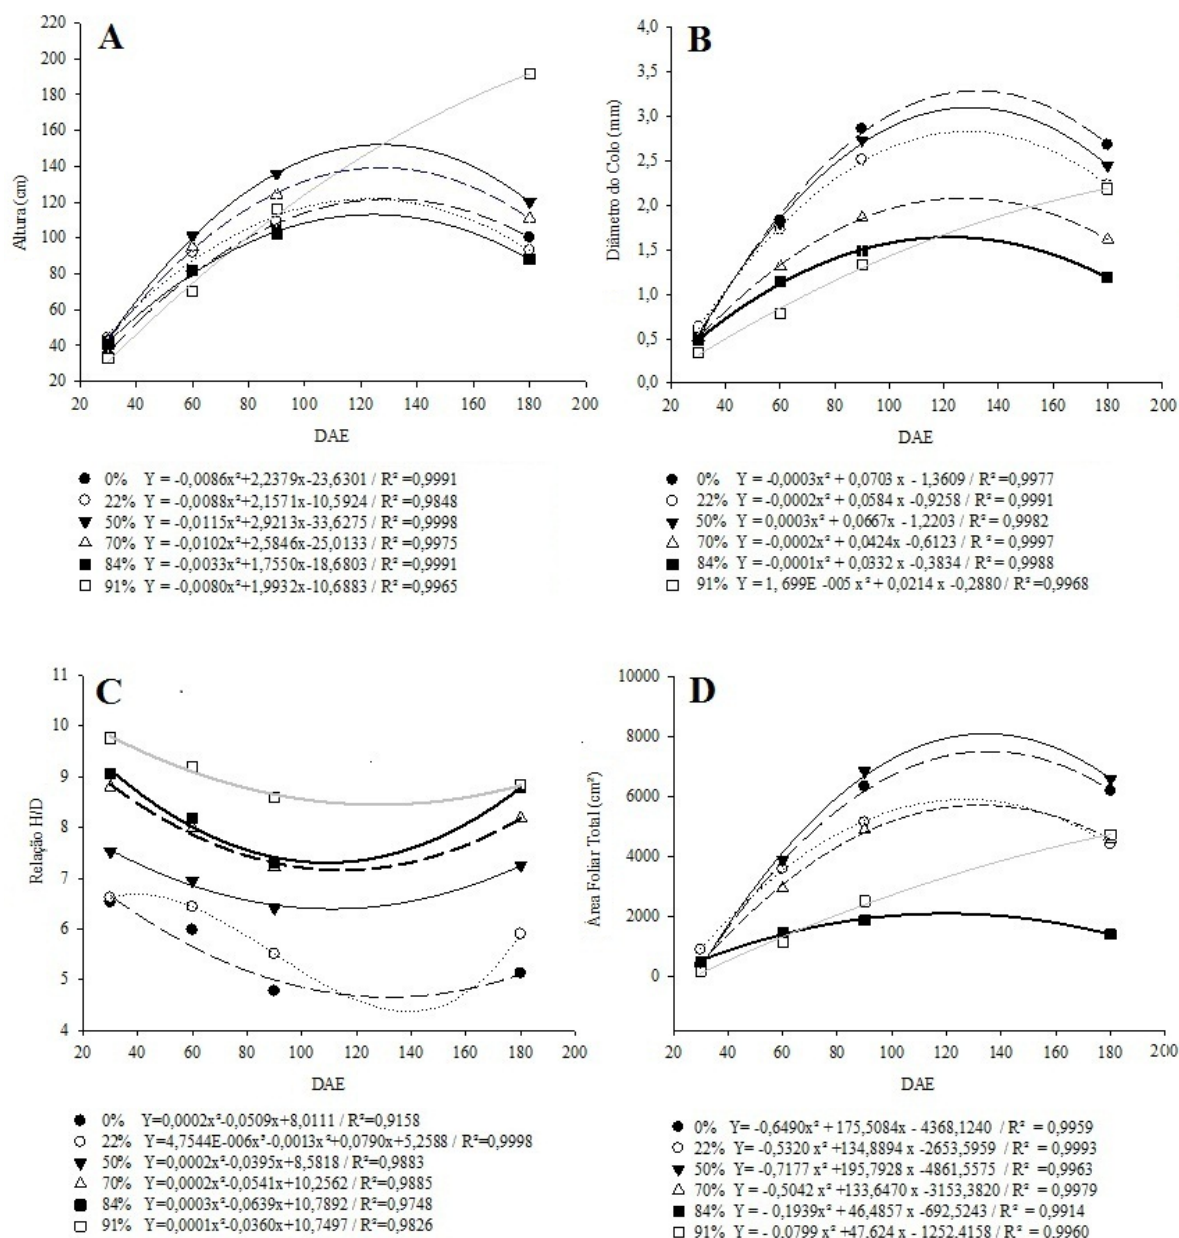 A
220
200
180
160
140
120
100
80
60
40
20
Altura (cm)
20 40 60 80 100 120 140 160 180 200
DAE
0% Y = -0,0086x²+2,2379x-23,6301 / R² =0,9991
22% Y = -0,0088x²+2,1571x-10,5924 / R² =0,9848
50% Y = -0,0115x²+2,9213x-33,6275 / R² =0,9998
70% Y = -0,0102x²+2,5846x-25,0133 / R² =0,9975
84% Y = -0,0033x²+1,7550x-18,6803 / R² =0,9991
91% Y = -0,0080x²+1,9932x-10,6883 / R² =0,9965
B
4,0
3,5
3,0
2,5
2,0
1,5
1,0
0,5
0,0
Diâmetro do Colo (mm)
20 40 60 80 100 120 140 160 180 200
DAE
0% Y = -0,0003x² + 0,0703 x - 1,3609 / R² = 0,9977
22% Y = -0,0002x² + 0,0584 x -0,9258 / R² = 0,9991
50% Y = 0,0003x² + 0,0667x - 1,2203 / R² = 0,9982
70% Y = -0,0002x² + 0,0424 x -0,6123 / R² = 0,9997
84% Y = -0,0001x² + 0,0332 x -0,3834 / R² = 0,9988
91% Y = 1, 699E -005 x² + 0,0214 x -0,2880 / R² =0,9968
C
11
10
9
8
7
6
5
4
Relação H/D
20 40 60 80 100 120 140 160 180 200
DAE
0% Y=0,0002x²-0,0509x+8,0111 / R²=0,9158
22% Y=4,7544E-006x³-0,0013x²+0,0790x+5,2588 / R²=0,9998
50% Y=0,0002x²-0,0395x+8,5818 / R²=0,9883
70% Y=0,0002x²-0,0541x+10,2562 / R²=0,9885
84% Y=0,0003x²-0,0639x+10,7892 / R²=0,9748
91% Y=0,0001x²-0,0360x+10,7497 / R²=0,9826
D
10000
8000
6000
4000
2000
0
Área Foliar Total (cm²)
20 40 60 80 100 120 140 160 180 200
DAE
0% Y= -0,6490x² + 175,5084x - 4368,1240 / R² = 0,9959
22% Y= -0,5320 x² +134,8894 x -2653,5959 / R² = 0,9993
50% Y= -0,7177x² +195,7928 x -4861,5575 / R² = 0,9963
70% Y = -0,5042 x² +133,6470 x -3153,3820 / R² = 0,9979
84% Y = - 0,1939x² + 46,4857 x -692,5243 / R² = 0,9914
91% Y = - 0,0799 x² +47,624 x - 1252,4158 / R² = 0,9960